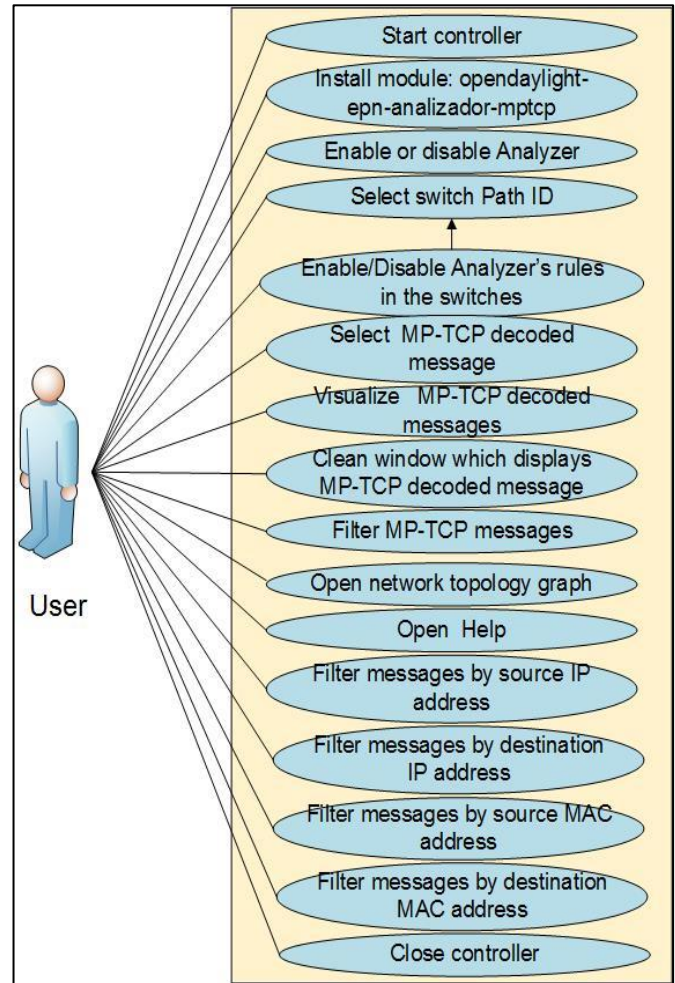 Start controller
Install module: opendaylight-
epn-analizador-mptcp
Enable or disable Analyzer
Select switch Path ID
Enable/Disable Analyzer's rules
in the switches
Select MP-TCP decoded
message
Visualize MP-TCP decoded
messages
Clean window which displays
MP-TCP decoded message
Filter MP-TCP messages
Open network topology graph
Open Help
Filter messages by source IP
address
Filter messages by destination
IP address
Filter messages by source MAC
address
Filter messages by destination
MAC address
Close controller
User